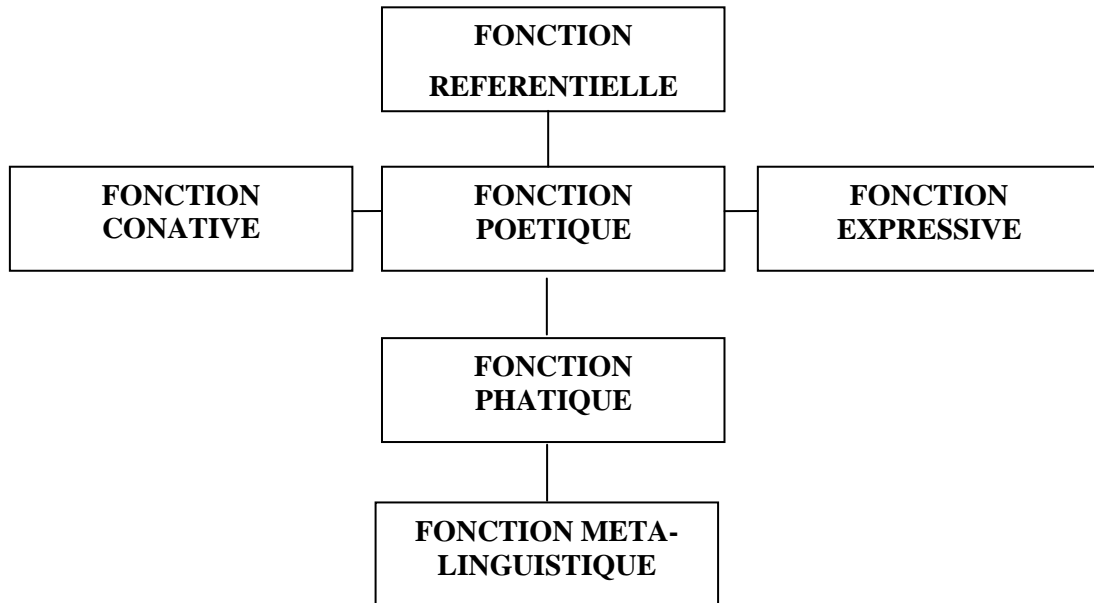 FONCTION
REFERENTIELLE
FONCTION
CONATIVE
FONCTION
POETIQUE
FONCTION
EXPRESSIVE
FONCTION
PHATIQUE
FONCTION META-
LINGUISTIQUE